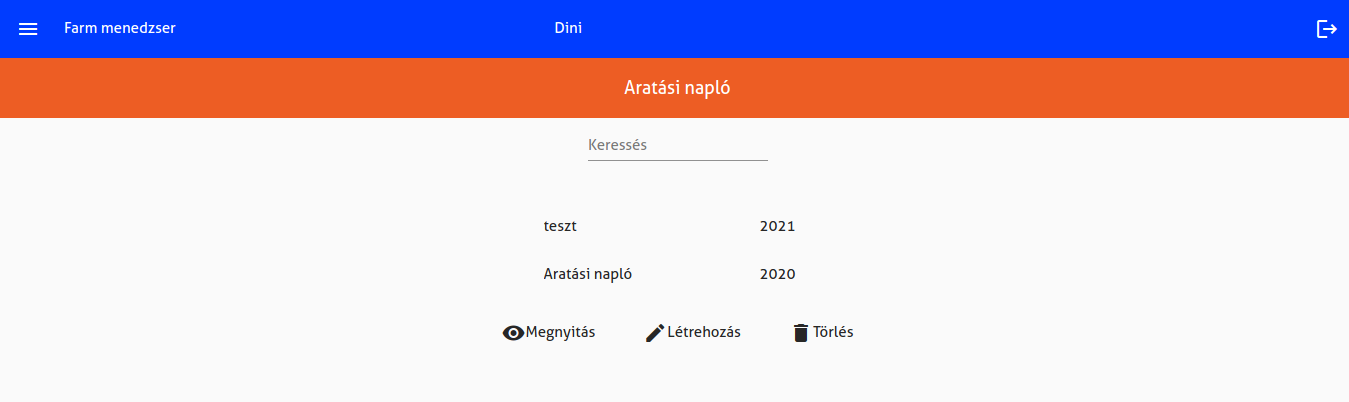 Farm menedzser Dini
Aratási napló
Keressés
teszt 2021
Aratási napló 2020
Megnyitás Létrehozás Törlés